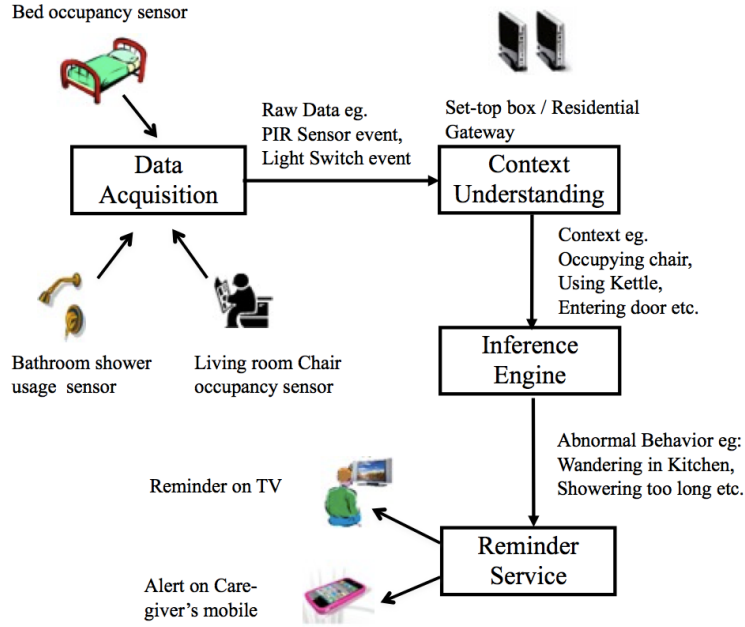 Bed occupancy sensor
Raw Data eg.
PIR Sensor event,
Light Switch event
Set-top box / Residential
Gateway
Data
Acquisition
Context
Understanding
Context eg.
Occupying chair,
Using Kettle,
Entering door etc.
Bathroom shower
usage sensor
Living room Chair
occupancy sensor
Inference
Engine
Abnormal Behavior eg:
Wandering in Kitchen,
Showering too long etc.
Reminder on TV
Reminder
Service
Alert on Care-
giver's mobile